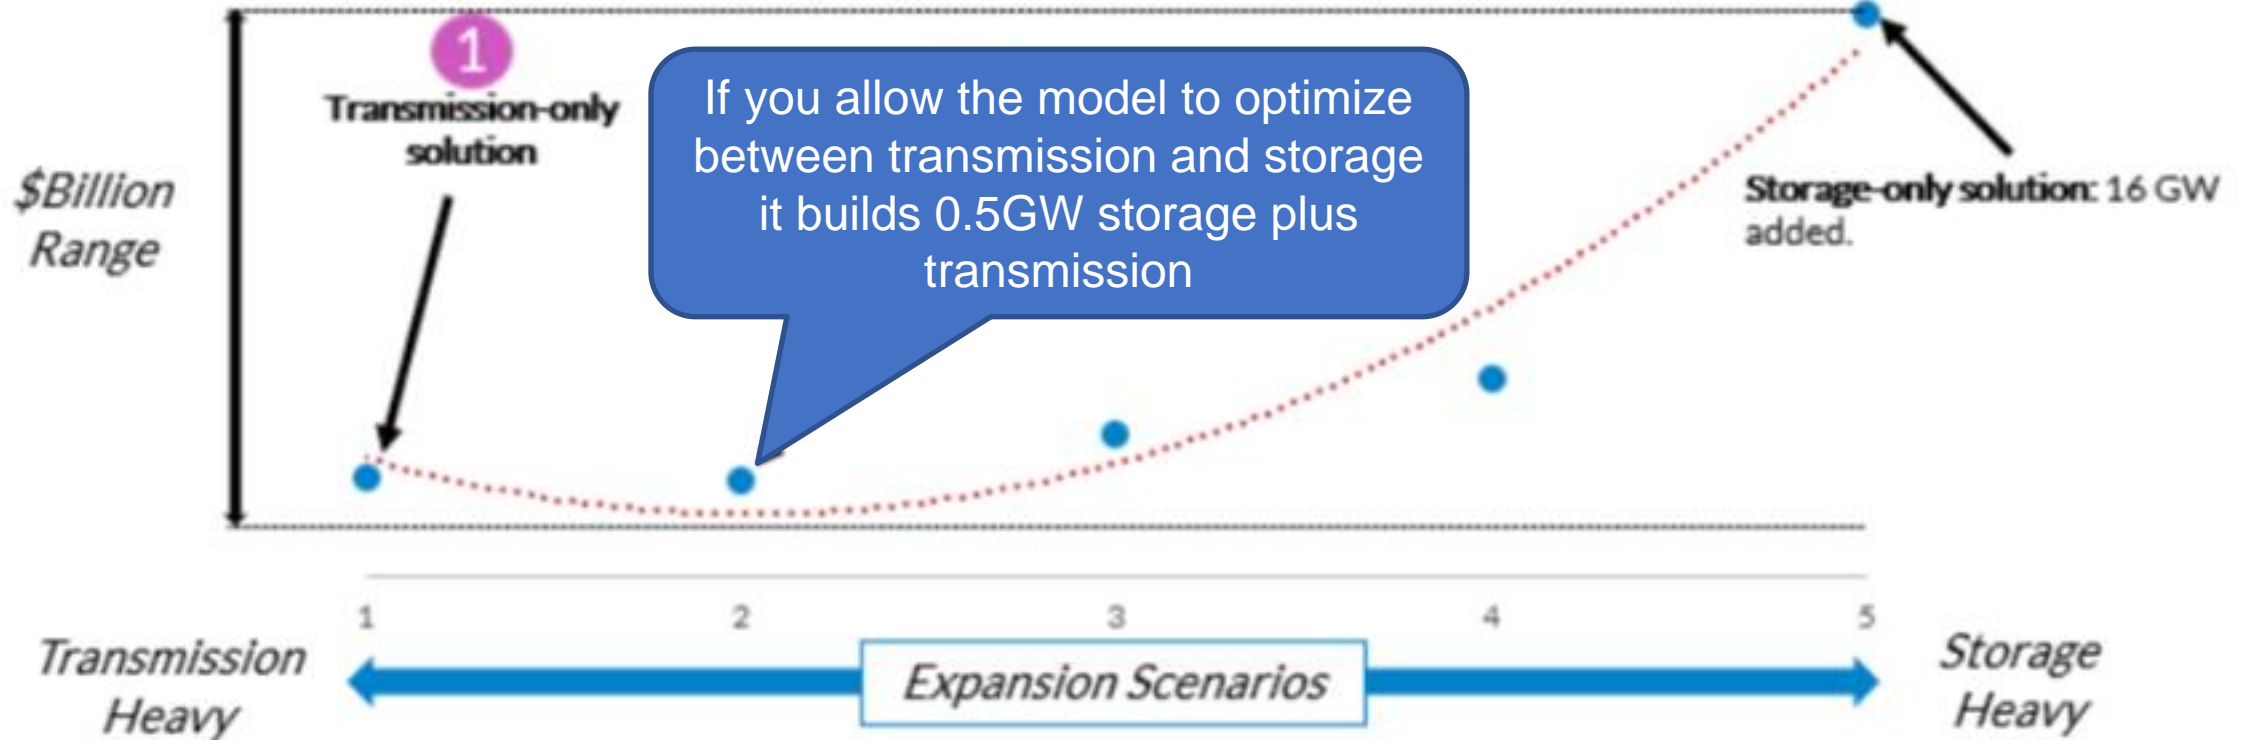 1
Transmission-only
solution
If you allow the model to optimize
between transmission and storage
it builds 0.5GW storage plus
transmission
$Billion
Range
Storage-only solution: 16 GW
added.
1
2
3
4
5
Transmission
Heavy
Expansion Scenarios
Storage
Heavy